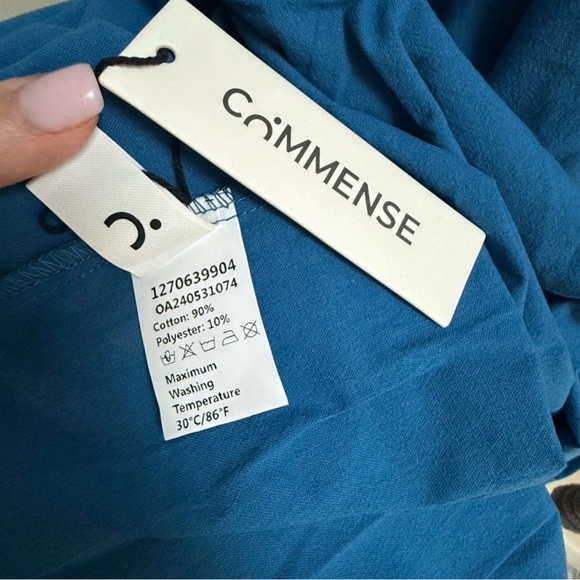 COMMENSE
1270639904
OA240531074
Cotton: 90%
Polyester: 10%
Maximum
Washing
Temperature
30°C/86°F